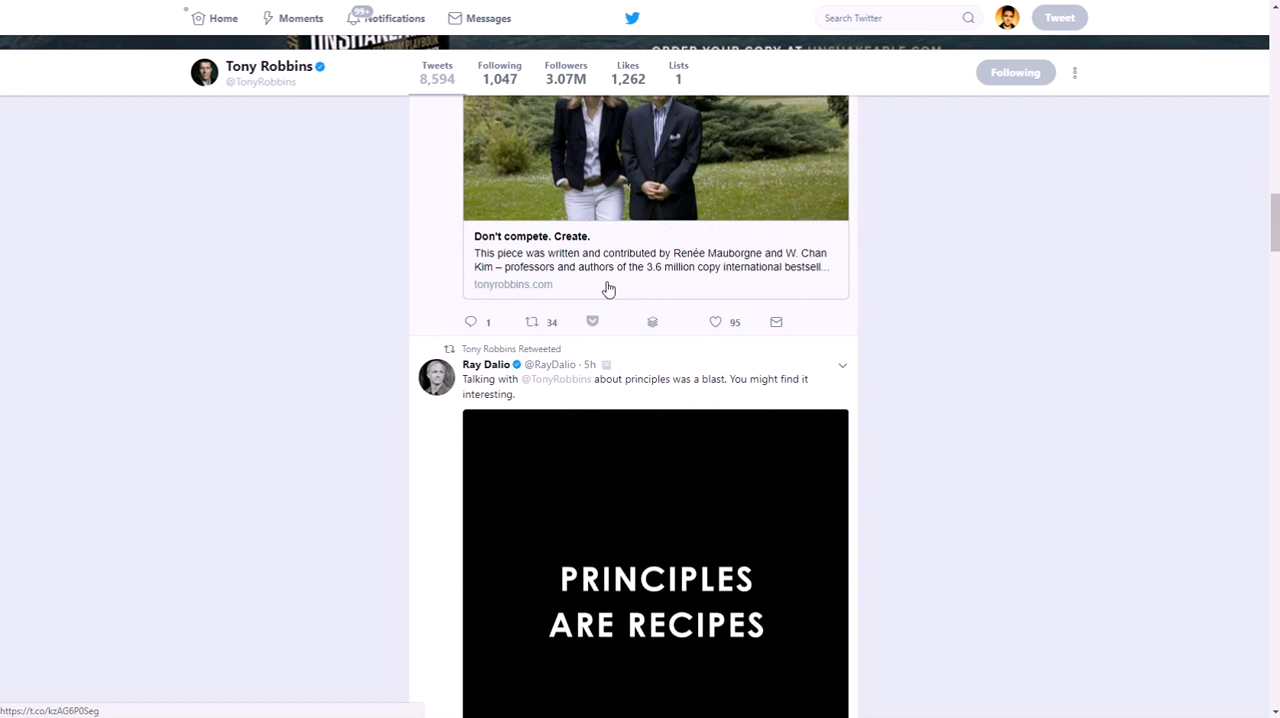 Home
Moments
99+
Notifications
Messages
Search Twitter
Tweet
UNSHAKEABLE.COM
ORDER YOUR COPY AT
PLAYBOOK
Tony Robbins
@TonyRobbins
Tweets
8,594
Following
1,047
Followers
3.07M
Likes
1,262
Lists
1
Following
Don't compete. Create.
This piece was written and contributed by Renée Mauborgne and W. Chan
Kim – professors and authors of the 3.6 million copy international bestsell...
tonyrobbins.com
1
34
95
Tony Robbins Retweeted
Ray Dalio @RayDalio · 5h
Talking with @TonyRobbins about principles was a blast. You might find it
interesting.
PRINCIPLES
ARE RECIPES
https://t.co/kzAG6P0Seg